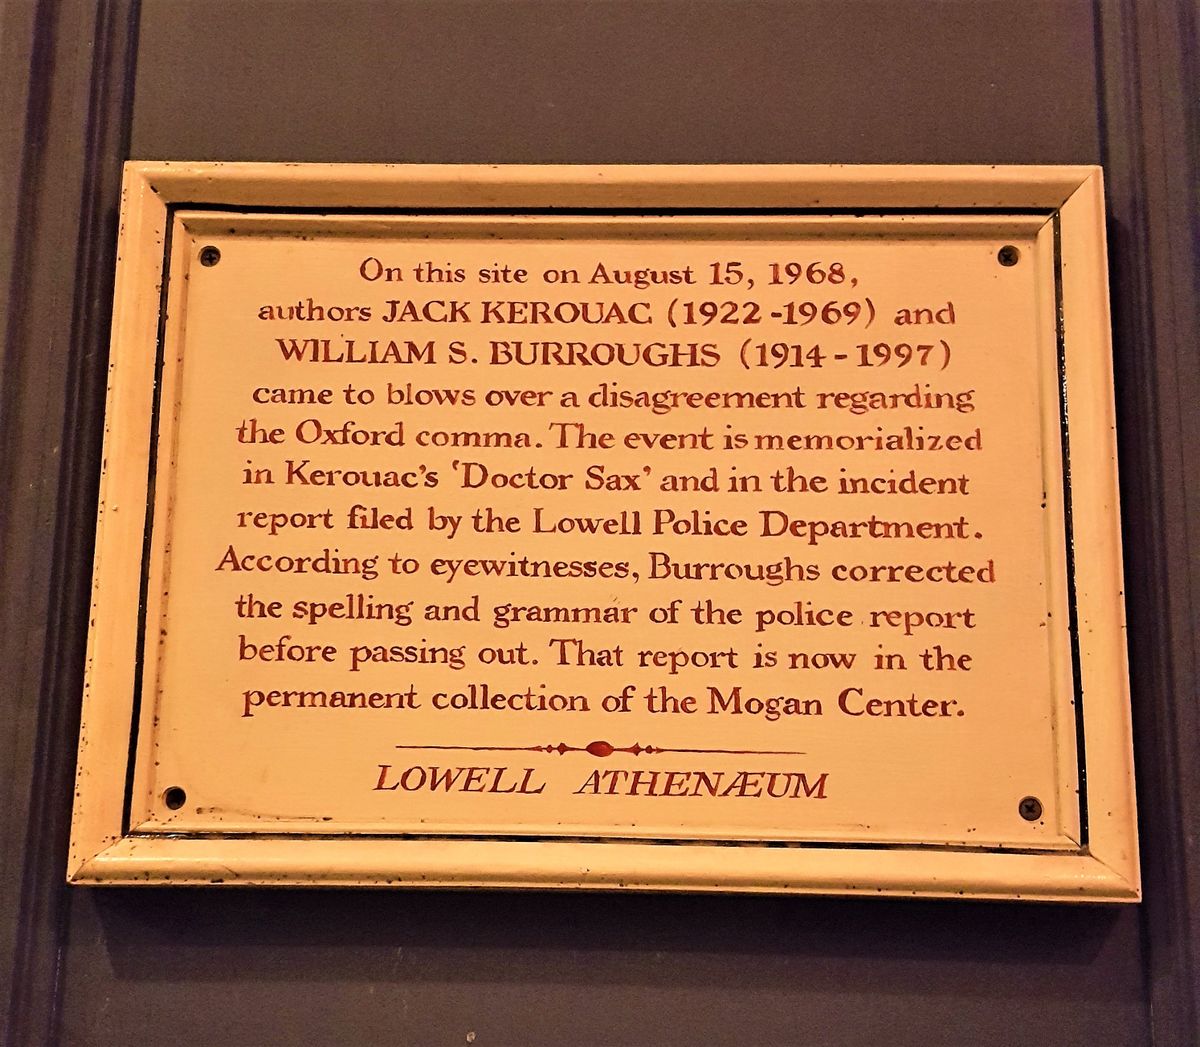 On this site on August 15, 1968,
authors JACK KEROUAC (1922 -1969) and
WILLIAM S. BURROUGHS (1914 - 1997)
came to blows over a disagreement regarding
the Oxford comma. The event is memorialized
in Kerouac's 'Doctor Sax' and in the incident
report filed by the Lowell Police Department.
According to eyewitnesses, Burroughs corrected
the spelling and grammar of the police report
before passing out. That report is now in the
permanent collection of the Mogan Center.
LOWELL ATHENÆUM